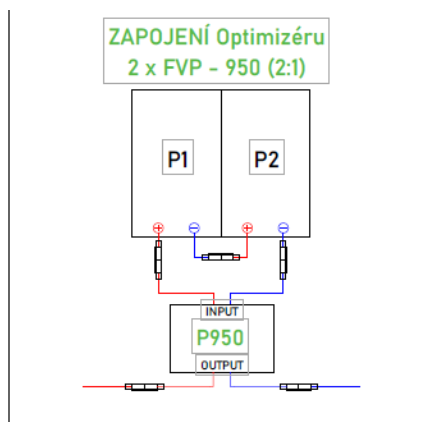 ZAPOJENÍ Optimizéru
2 x FVP - 950 (2:1)
P1
P2
+ − + −
INPUT
P950
OUTPUT